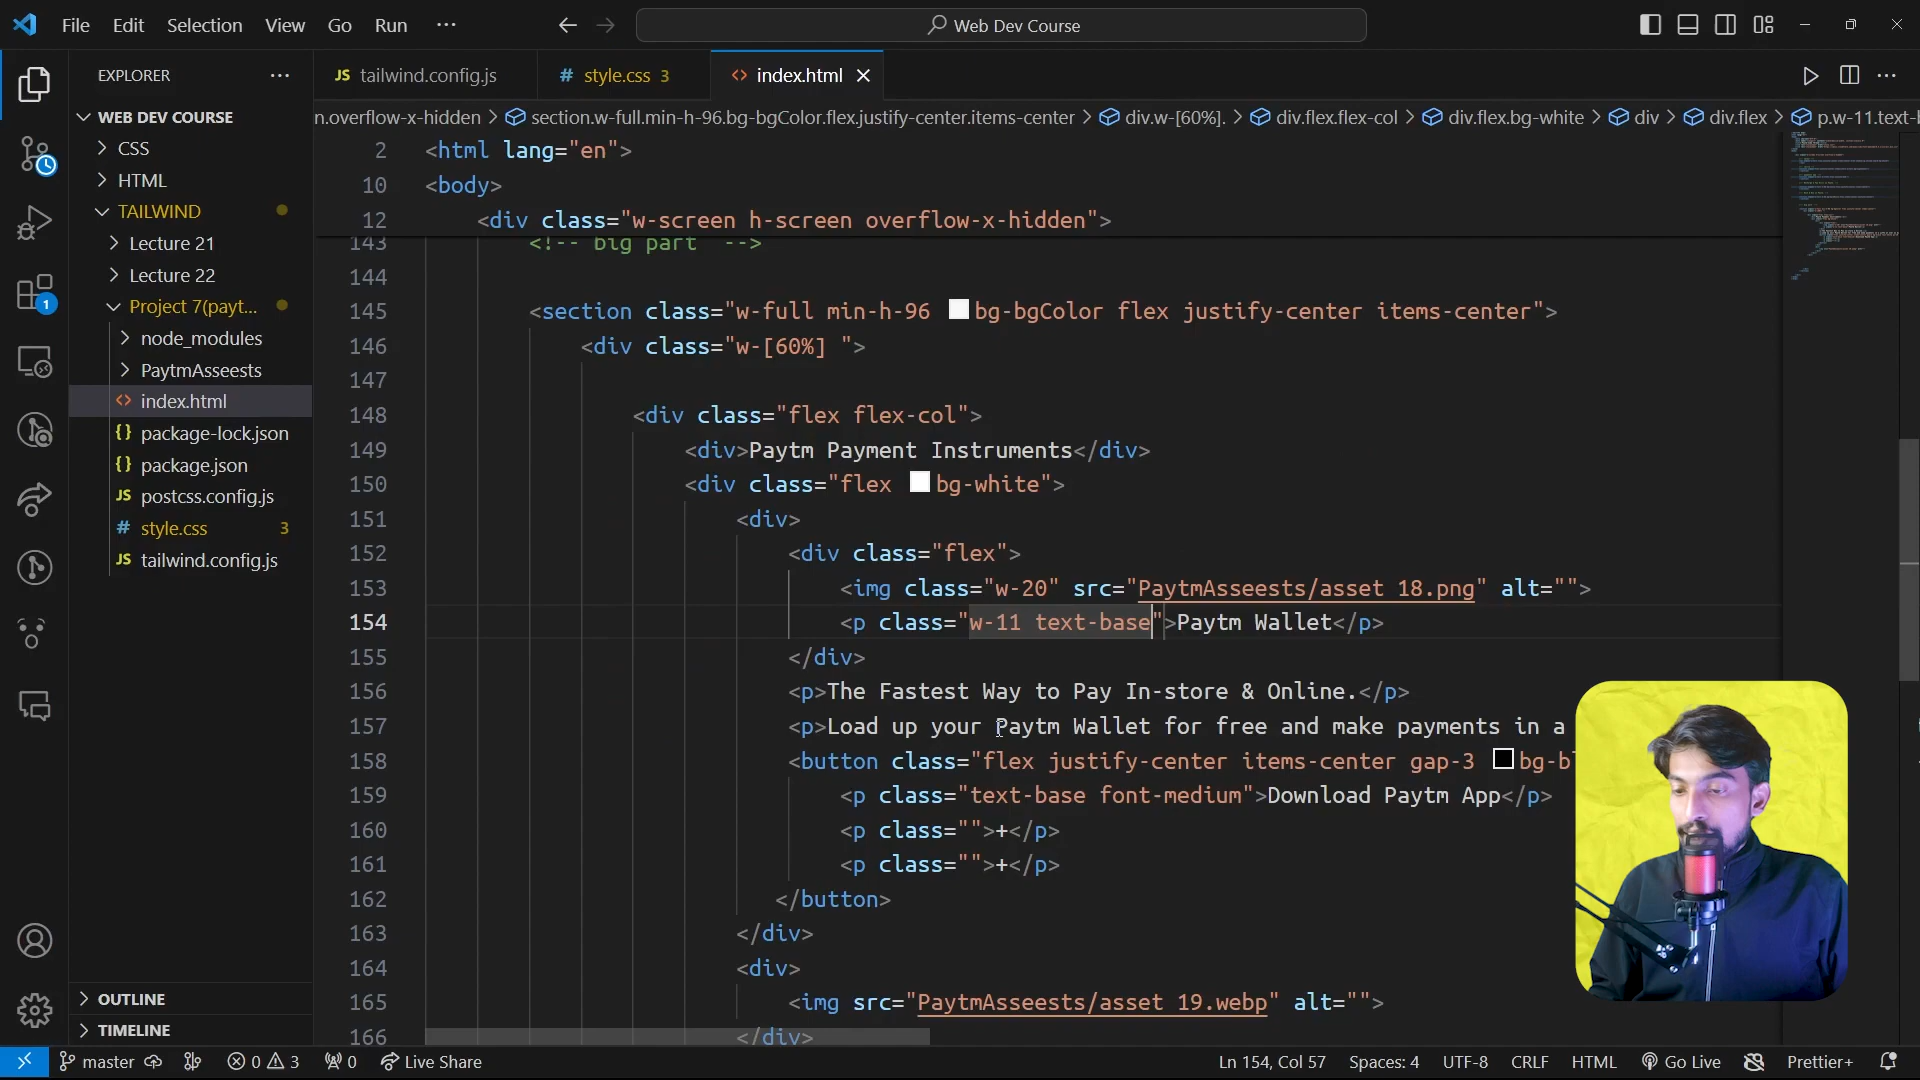 File Edit Selection View Go Run ··· Web Dev Course
EXPLORER ···
WEB DEV COURSE
CSS
HTML
TAILWIND
Lecture 21
Lecture 22
Project 7(payt...
node_modules
PaytmAsseests
<> index.html
{} package-lock.json
{} package.json
JS postcss.config.js
# style.css 3
JS tailwind.config.js
OUTLINE
TIMELINE
1
JS tailwind.config.js # style.css 3 <> index.html
n.overflow-x-hidden > section.w-full.min-h-96.bg-bgColor.flex.justify-center.items-center > div.w-[60%]. > div.flex.flex-col > div.flex.bg-white > div > div.flex > p.w-11.text-b
2 <html lang="en">
10 <body>
12 <div class="w-screen h-screen overflow-x-hidden">
143 <!-- big part -->
144
145 <section class="w-full min-h-96 bg-bgColor flex justify-center items-center">
146 <div class="w-[60%] ">
147
148 <div class="flex flex-col">
149 <div>Paytm Payment Instruments</div>
150 <div class="flex bg-white">
151 <div>
152 <div class="flex">
153 <img class="w-20" src="PaytmAsseests/asset 18.png" alt="">
154 <p class="w-11 text-base">Paytm Wallet</p>
155 </div>
156 <p>The Fastest Way to Pay In-store & Online.</p>
157 <p>Load up your Paytm Wallet for free and make payments in a
158 <button class="flex justify-center items-center gap-3 bg-bl
159 <p class="text-base font-medium">Download Paytm App</p>
160 <p class="">+</p>
161 <p class="">+</p>
162 </button>
163 </div>
164 <div>
165 <img src="PaytmAsseests/asset 19.webp" alt="">
166 </div>
master 0 3 0 Live Share Ln 154, Col 57 Spaces: 4 UTF-8 CRLF HTML Go Live Prettier+